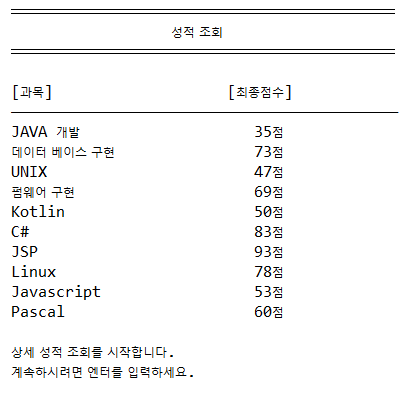 성적 조회
[과목] [최종점수]
JAVA 개발 35점
데이터 베이스 구현 73점
UNIX 47점
펌웨어 구현 69점
Kotlin 50점
C# 83점
JSP 93점
Linux 78점
Javascript 53점
Pascal 60점
상세 성적 조회를 시작합니다.
계속하시려면 엔터를 입력하세요.